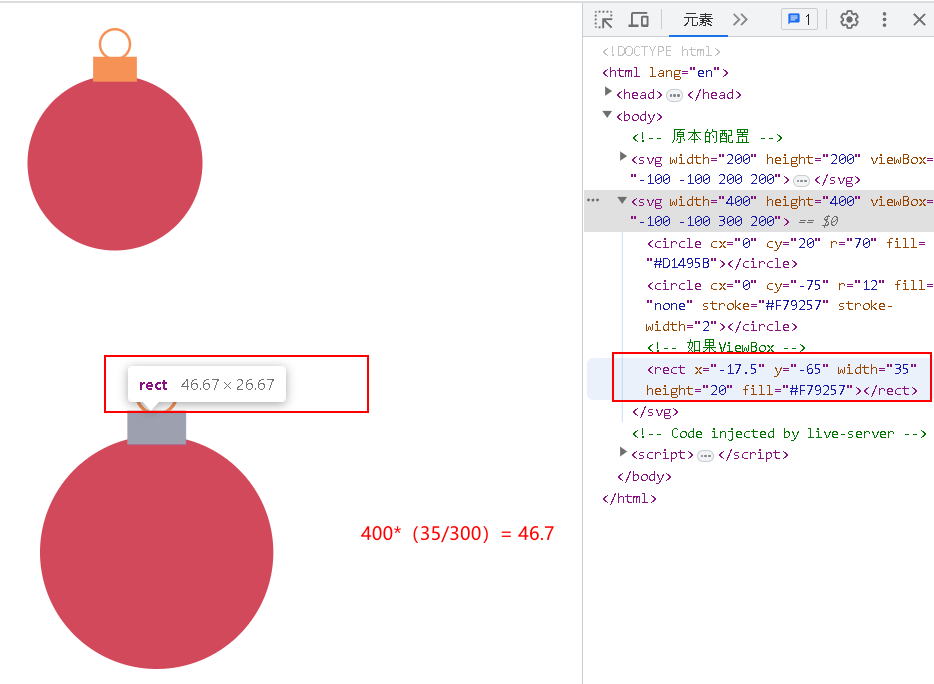 元素
1
<!DOCTYPE html>
<html lang="en">
<head> ⋯ </head>
<body>
<!-- 原本的配置 -->
<svg width="200" height="200" viewBox=
"-100 -100 200 200"> ⋯ </svg>
<svg width="400" height="400" viewBox=
"-100 -100 300 200"> == $0
<circle cx="0" cy="20" r="70" fill=
"#D1495B"></circle>
<circle cx="0" cy="-75" r="12" fill=
"none" stroke="#F79257" stroke-
width="2"></circle>
<!-- 如果ViewBox -->
<rect x="-17.5" y="-65" width="35"
height="20" fill="#F79257"></rect>
</svg>
<!-- Code injected by live-server -->
<script> ⋯ </script>
</body>
</html>
rect 46.67 × 26.67
400*（35/300）= 46.7